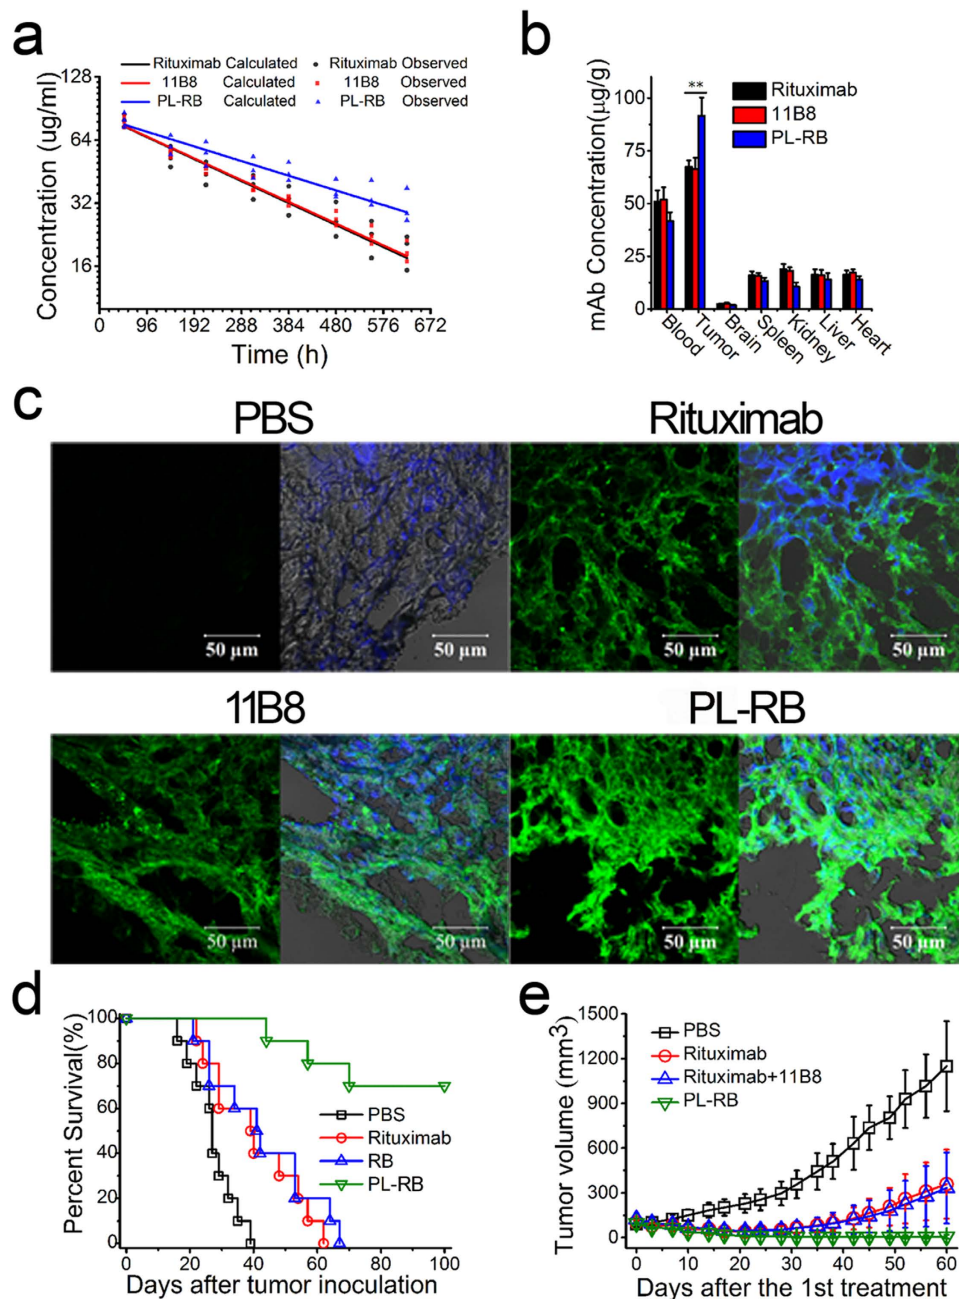 a
Rituximab Calculated
Rituximab Observed
11B8 Calculated
11B8 Observed
PL-RB Calculated
PL-RB Observed
Concentration (ug/ml)
128
64
32
16
0 96 192 288 384 480 576 672
Time (h)
b
**
Rituximab
11B8
PL-RB
mAb Concentration(μg/g)
100
75
50
25
0
Blood
Tumor
Brain
Spleen
Kidney
Liver
Heart
c
PBS
Rituximab
50 µm
50 µm
50 µm
50 µm
11B8
PL-RB
50 µm
50 µm
50 µm
50 µm
d
Percent Survival(%)
100
80
60
40
20
0
PBS
Rituximab
RB
PL-RB
0 20 40 60 80 100
Days after tumor inoculation
e
Tumor volume (mm3)
1500
1200
900
600
300
0
PBS
Rituximab
Rituximab+11B8
PL-RB
0 10 20 30 40 50 60
Days after the 1st treatment